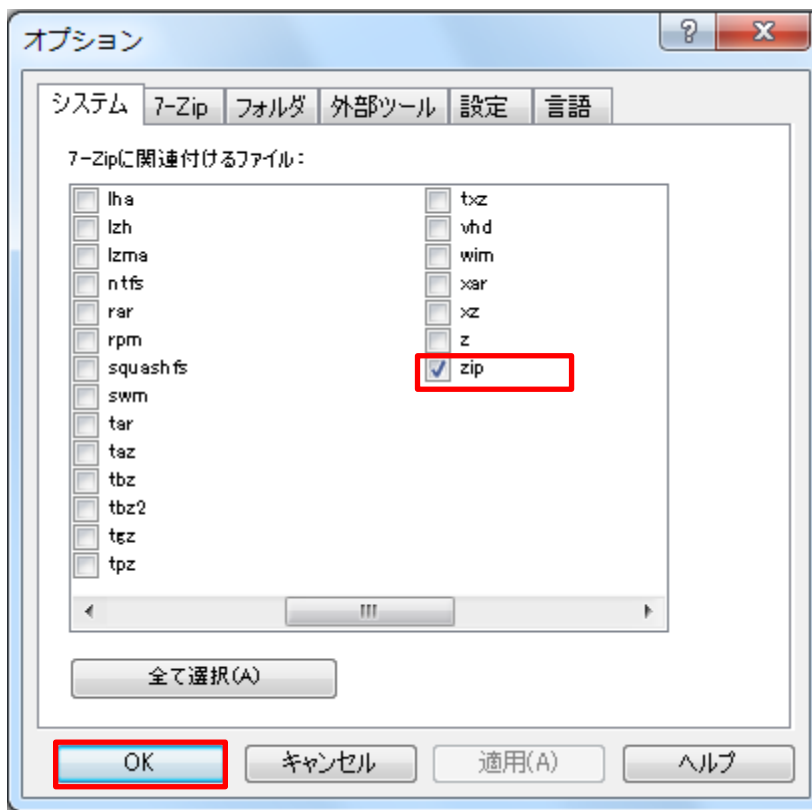 オプション
システム 7-Zip フォルダ 外部ツール 設定 言語
7-Zipに関連付けるファイル:
lha
lzh
lzma
ntfs
rar
rpm
squashfs
swm
tar
taz
tbz
tbz2
tgz
tpz
txz
vhd
wim
xar
xz
z
zip
全て選択(A)
OK キャンセル 適用(A) ヘルプ